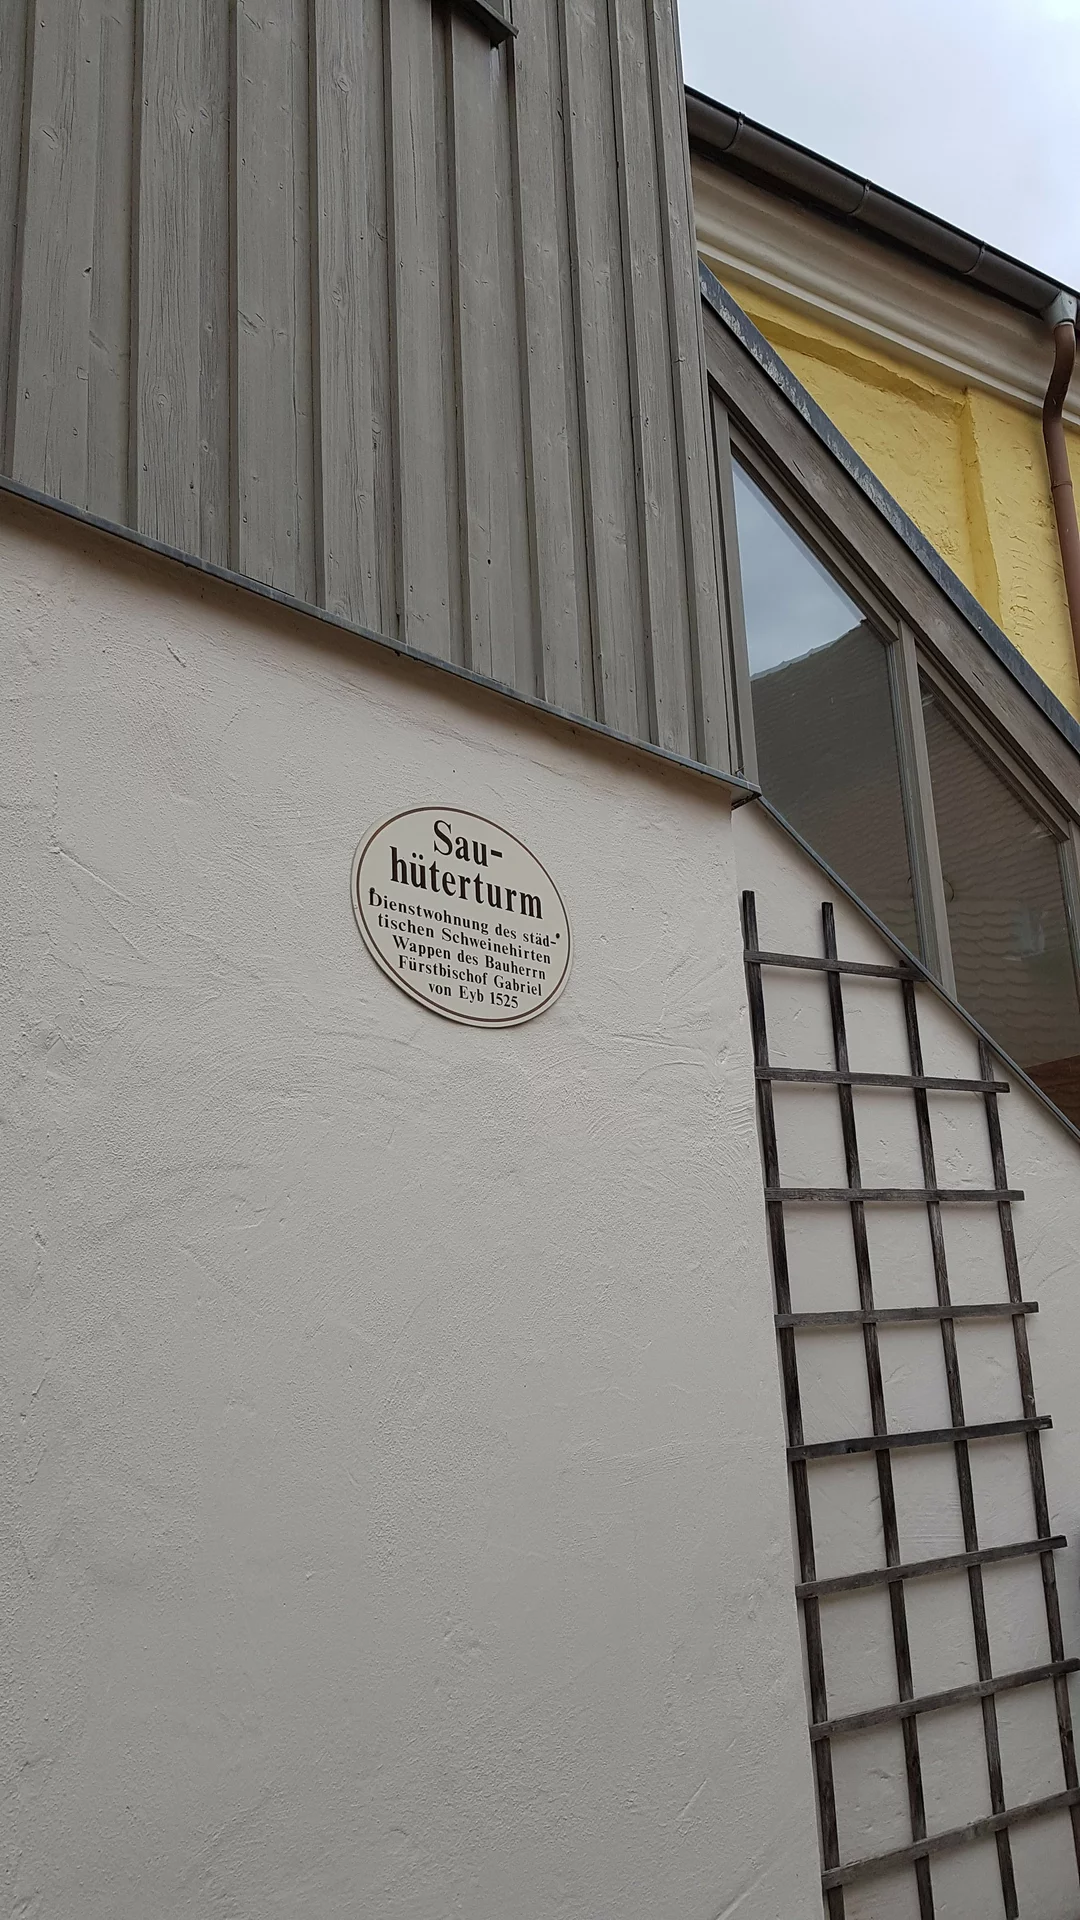 Sau-
hüterturm
Dienstwohnung des städ-
tischen Schweinehirten
Wappen des Bauherrn
Fürstbischof Gabriel
von Eyb 1525